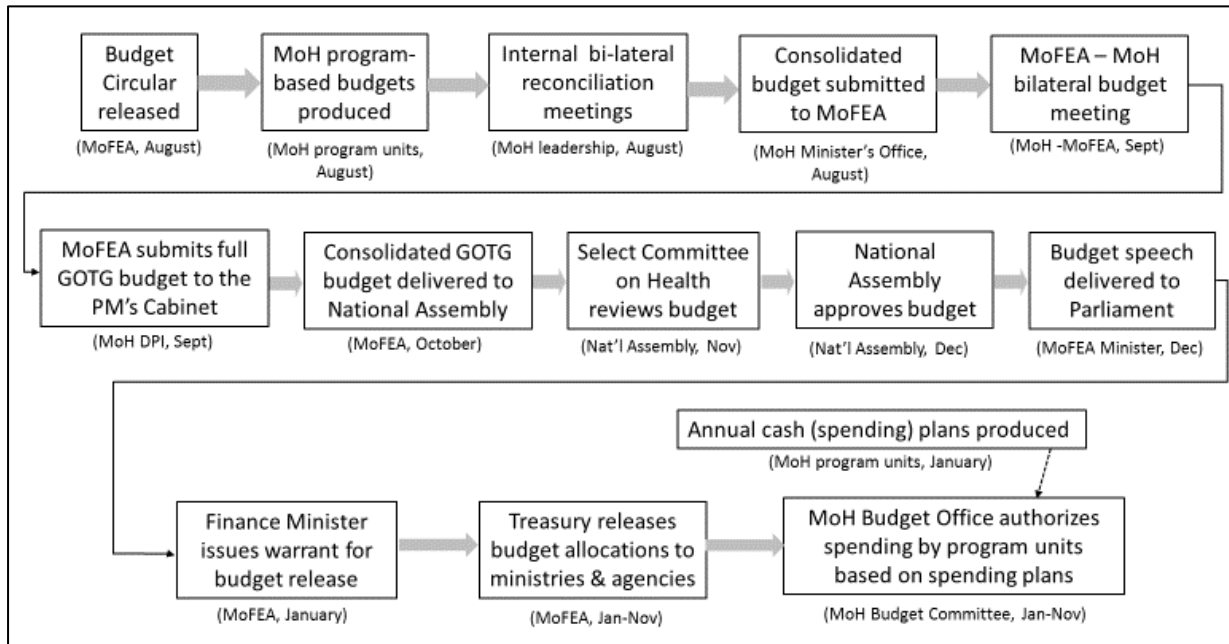 Budget
Circular
released
(MoFEA, August)
MoH program-
based budgets
produced
(MoH program units,
August)
Internal bi-lateral
reconciliation
meetings
(MoH leadership, August)
Consolidated
budget submitted
to MoFEA
(MoH Minister's Office,
August)
MoFEA – MoH
bilateral budget
meeting
(MoH -MoFEA, Sept)
MoFEA submits full
GOTG budget to the
PM's Cabinet
(MoH DPI, Sept)
Consolidated GOTG
budget delivered to
National Assembly
(MoFEA, October)
Select Committee
on Health
reviews budget
(Nat'l Assembly, Nov)
National
Assembly
approves budget
(Nat'l Assembly, Dec)
Budget speech
delivered to
Parliament
(MoFEA Minister, Dec)
Annual cash (spending) plans produced
(MoH program units, January)
Finance Minister
issues warrant for
budget release
(MoFEA, January)
Treasury releases
budget allocations to
ministries & agencies
(MoFEA, Jan-Nov)
MoH Budget Office authorizes
spending by program units
based on spending plans
(MoH Budget Committee, Jan-Nov)